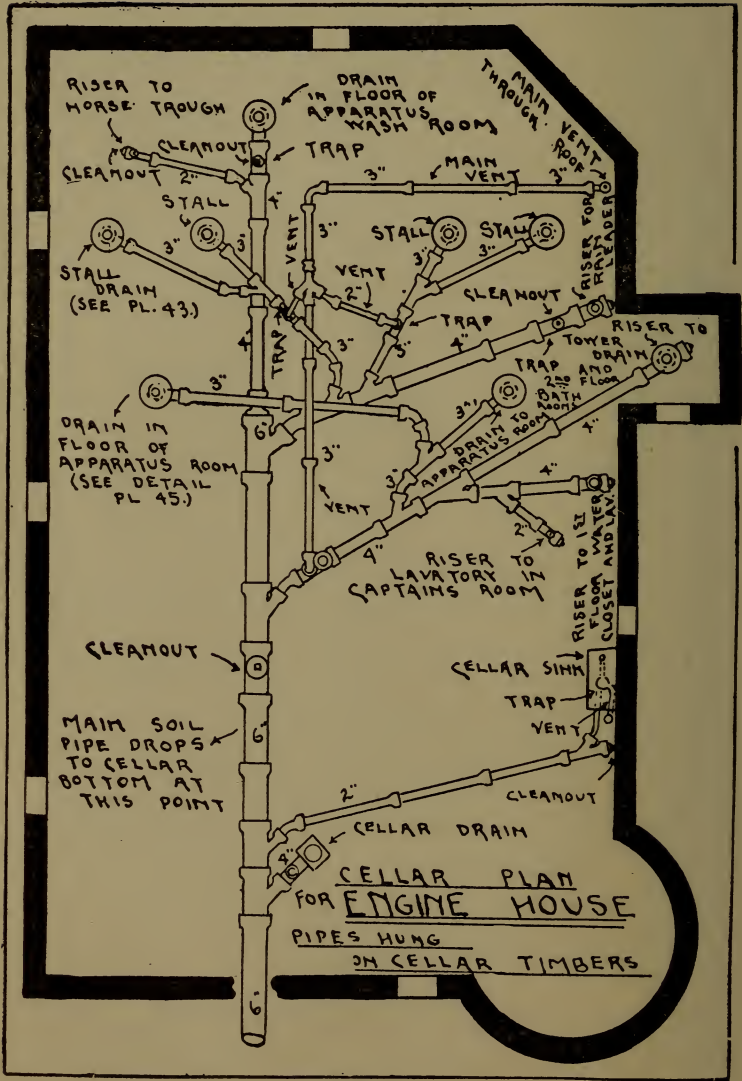 RISER TO
HORSE TROUGH
CLEANOUT
2"
CLEANOUT
TRAP
DRAIN
IN FLOOR OF
APPARATUS
WASH ROOM
MAIN VENT
THROUGH ROOF
4"
3"
MAIN
VENT
3"
STALL
3"
STALL
DRAIN
(SEE PL. 43.)
3"
VENT
TRAP
3"
3"
VENT
2"
STALL
3"
STALL
3"
TRAP
3"
RISER FOR
RAIN
LEADER
CLEANOUT
TRAP
4"
4"
RISER TO
TOWER
DRAIN
AND
2ND FLOOR
BATH
ROOMS
4"
3"
DRAIN IN
FLOOR OF
APPARATUS ROOM
(SEE DETAIL
PL 45.)
6"
3"
VENT
3"
3"
DRAIN TO
APPARATUS ROOM
4"
4"
2"
RISER TO
LAVATORY IN
CAPTAINS ROOM
RISER TO 1ST
FLOOR WATER
CLOSET AND LAV.
CLEANOUT
CELLAR SINK
TRAP
VENT
CLEANOUT
MAIN SOIL
PIPE DROPS
TO CELLAR
BOTTOM AT
THIS POINT
6"
2"
CELLAR DRAIN
4"
CELLAR PLAN
FOR ENGINE HOUSE
PIPES HUNG
ON CELLAR TIMBERS
6"